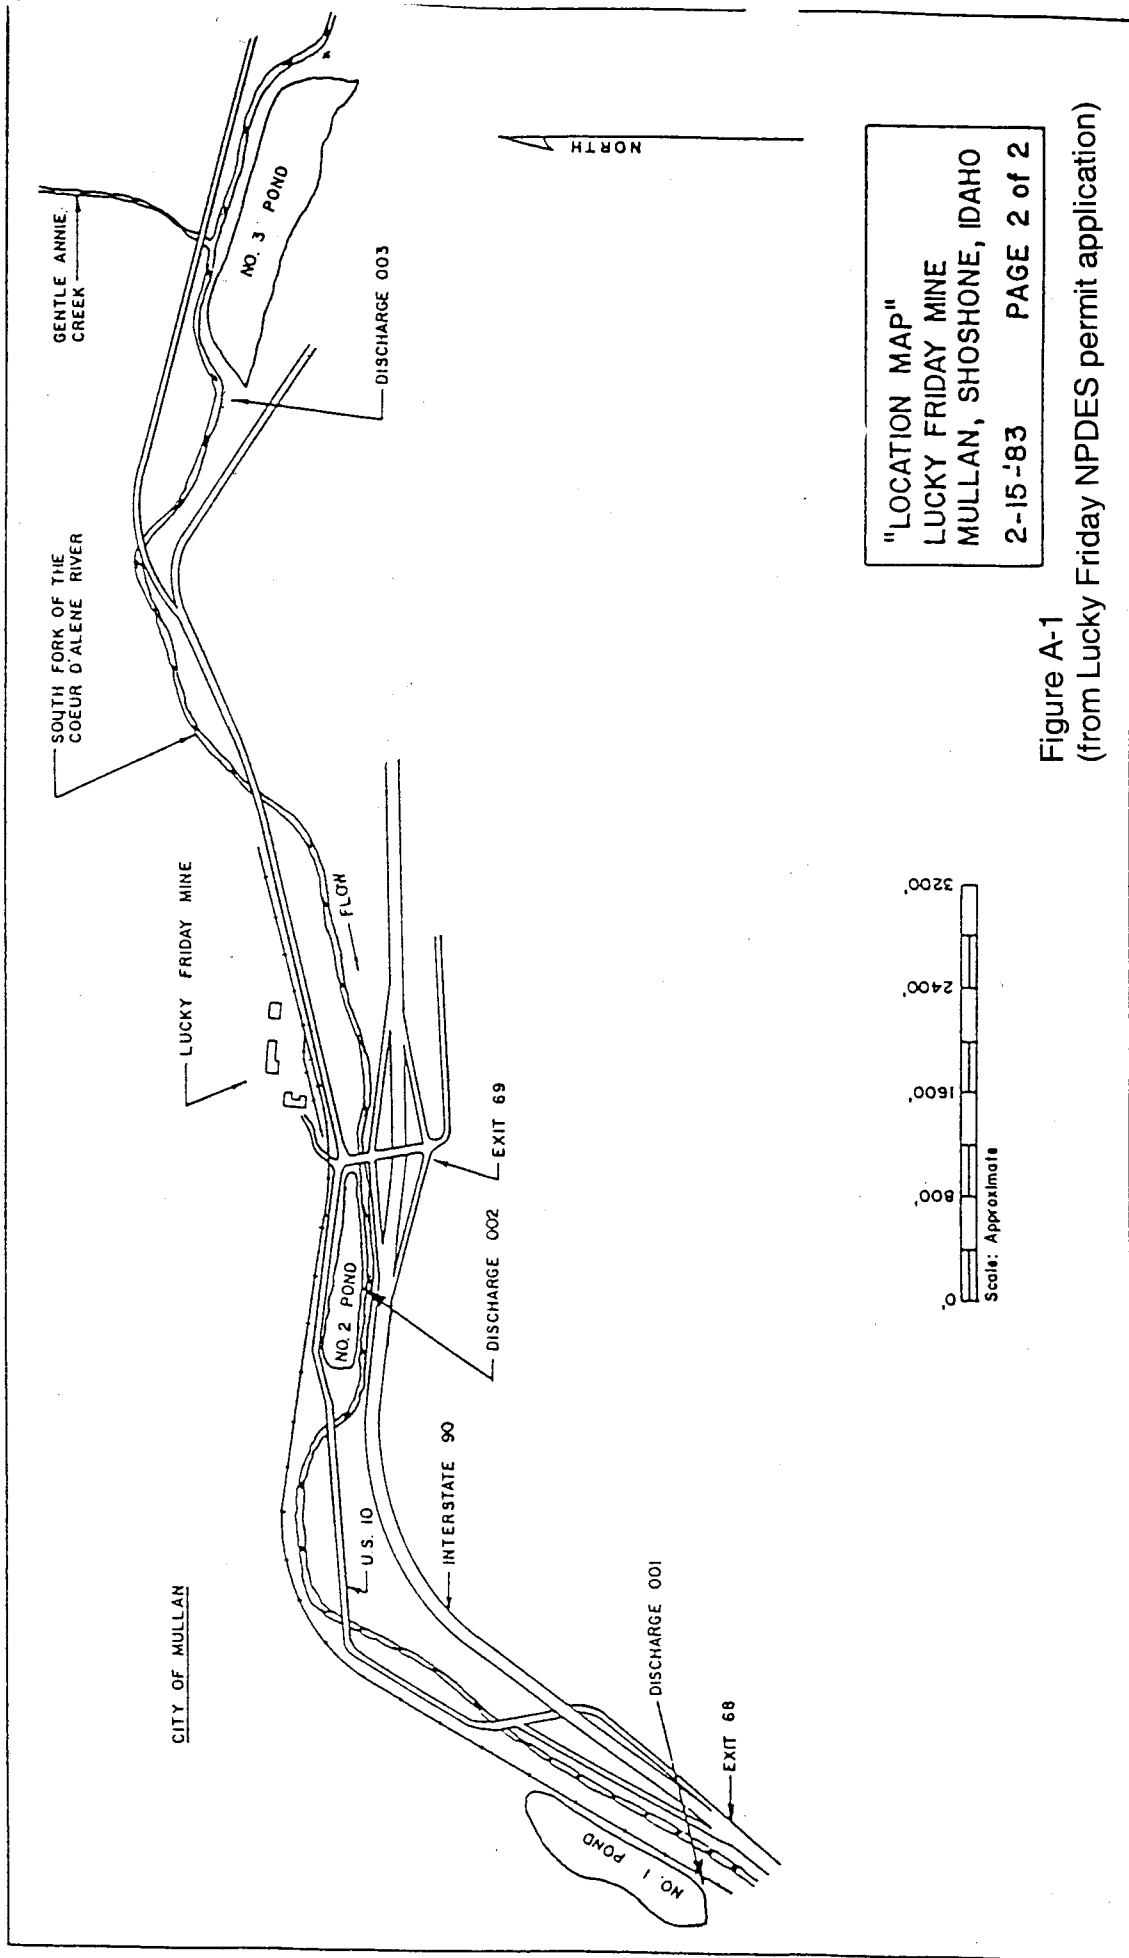 GENTLE ANNIE
CREEK
SOUTH FORK OF THE
COEUR D'ALENE RIVER
LUCKY FRIDAY MINE
CITY OF MULLAN
NO. 3 POND
DISCHARGE 003
NORTH
FLOW
EXIT 69
NO. 2 POND
DISCHARGE 002
U.S. 10
INTERSTATE 90
DISCHARGE 001
EXIT 68
NO. 1 POND
0'
800'
1600'
2400'
3200'
Scale: Approximate
"LOCATION MAP"
LUCKY FRIDAY MINE
MULLAN, SHOSHONE, IDAHO
2-15-'83 PAGE 2 of 2
Figure A-1
(from Lucky Friday NPDES permit application)